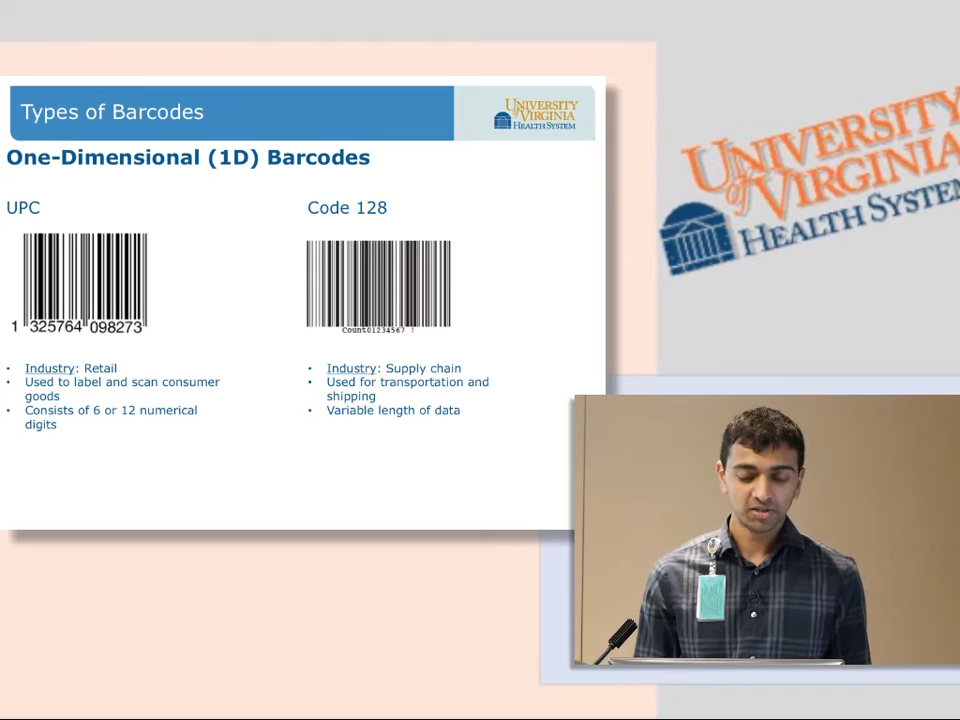 Types of Barcodes
UNIVERSITY
of VIRGINIA
HEALTH SYSTEM
One-Dimensional (1D) Barcodes
UPC
Code 128
1 325764 098273
Count01234567 !
• Industry: Retail
• Used to label and scan consumer
goods
• Consists of 6 or 12 numerical
digits
• Industry: Supply chain
• Used for transportation and
shipping
• Variable length of data
UNIVERSITY
of VIRGINIA
HEALTH SYSTEM